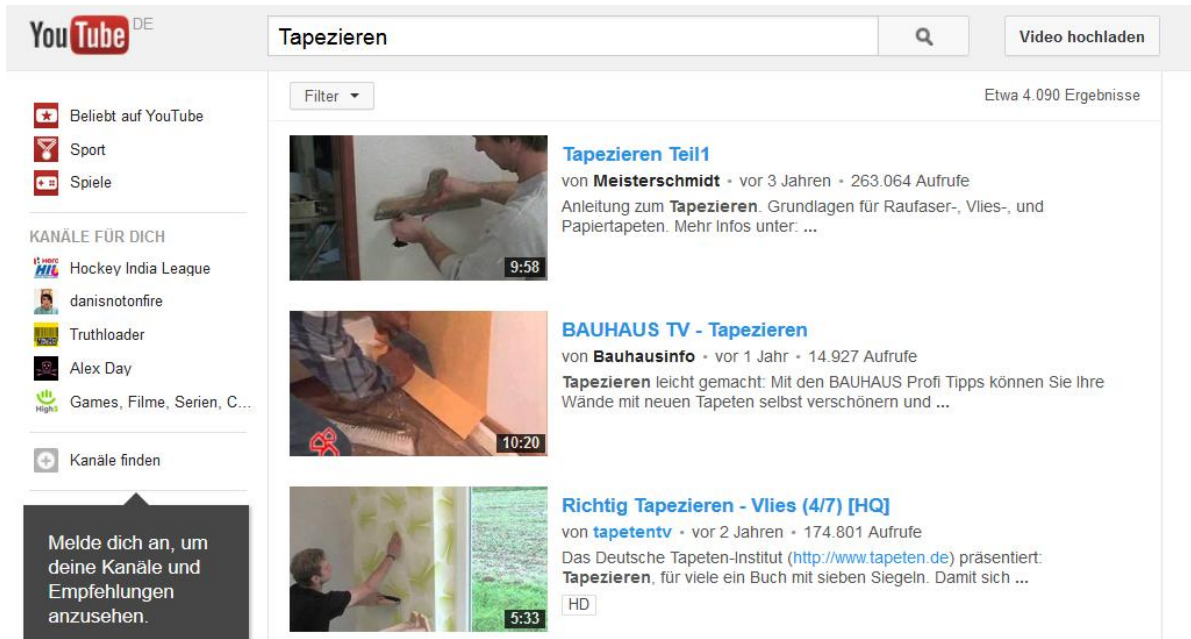 YouTube DE
Tapezieren
Video hochladen
Beliebt auf YouTube
Sport
Spiele
KANÄLE FÜR DICH
Hockey India League
danisnotonfire
Truthloader
Alex Day
Games, Filme, Serien, C...
Kanäle finden
Melde dich an, um
deine Kanäle und
Empfehlungen
anzusehen.
Filter
Etwa 4.090 Ergebnisse
9:58
Tapezieren Teil1
von Meisterschmidt • vor 3 Jahren • 263.064 Aufrufe
Anleitung zum Tapezieren. Grundlagen für Raufaser-, Vlies-, und
Papiertapeten. Mehr Infos unter: ...
10:20
BAUHAUS TV - Tapezieren
von Bauhausinfo • vor 1 Jahr • 14.927 Aufrufe
Tapezieren leicht gemacht: Mit den BAUHAUS Profi Tipps können Sie Ihre
Wände mit neuen Tapeten selbst verschönern und ...
5:33
Richtig Tapezieren - Vlies (4/7) [HQ]
von tapetentv • vor 2 Jahren • 174.801 Aufrufe
Das Deutsche Tapeten-Institut (http://www.tapeten.de) präsentiert:
Tapezieren, für viele ein Buch mit sieben Siegeln. Damit sich ...
HD